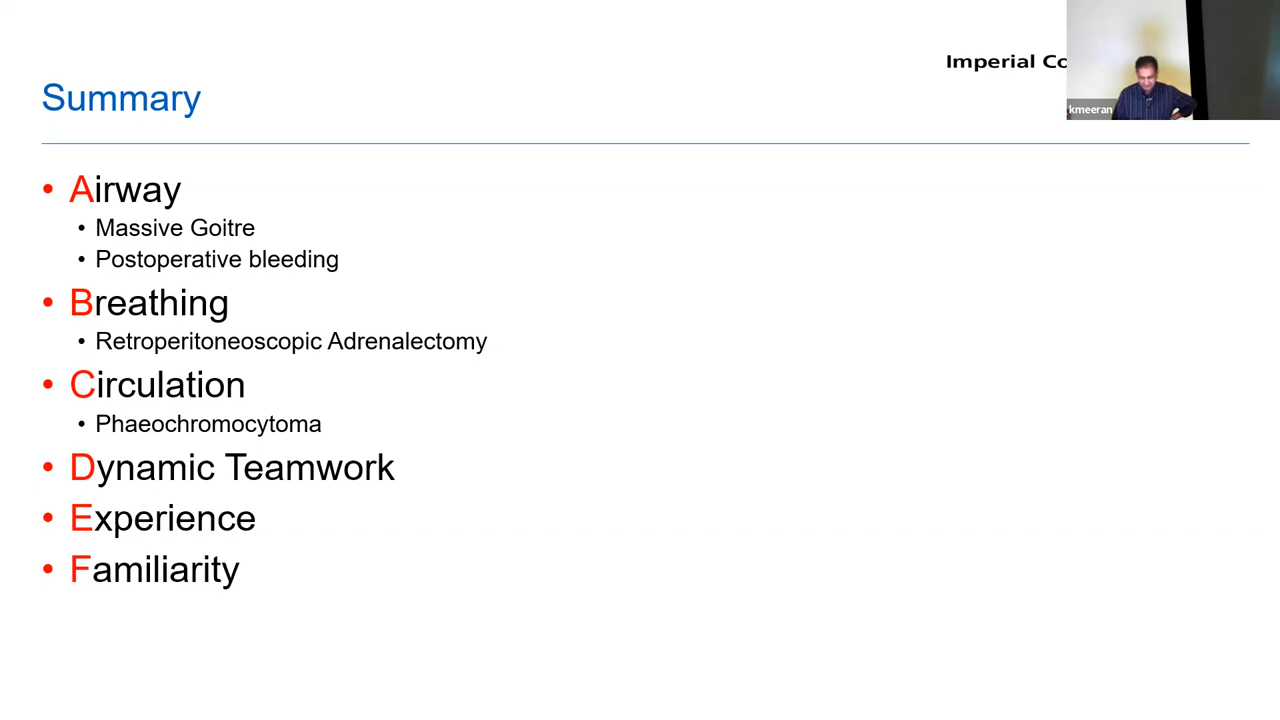 Imperial Co
kmeeran
Summary
• Airway
• Massive Goitre
• Postoperative bleeding
• Breathing
• Retroperitoneoscopic Adrenalectomy
• Circulation
• Phaeochromocytoma
• Dynamic Teamwork
• Experience
• Familiarity